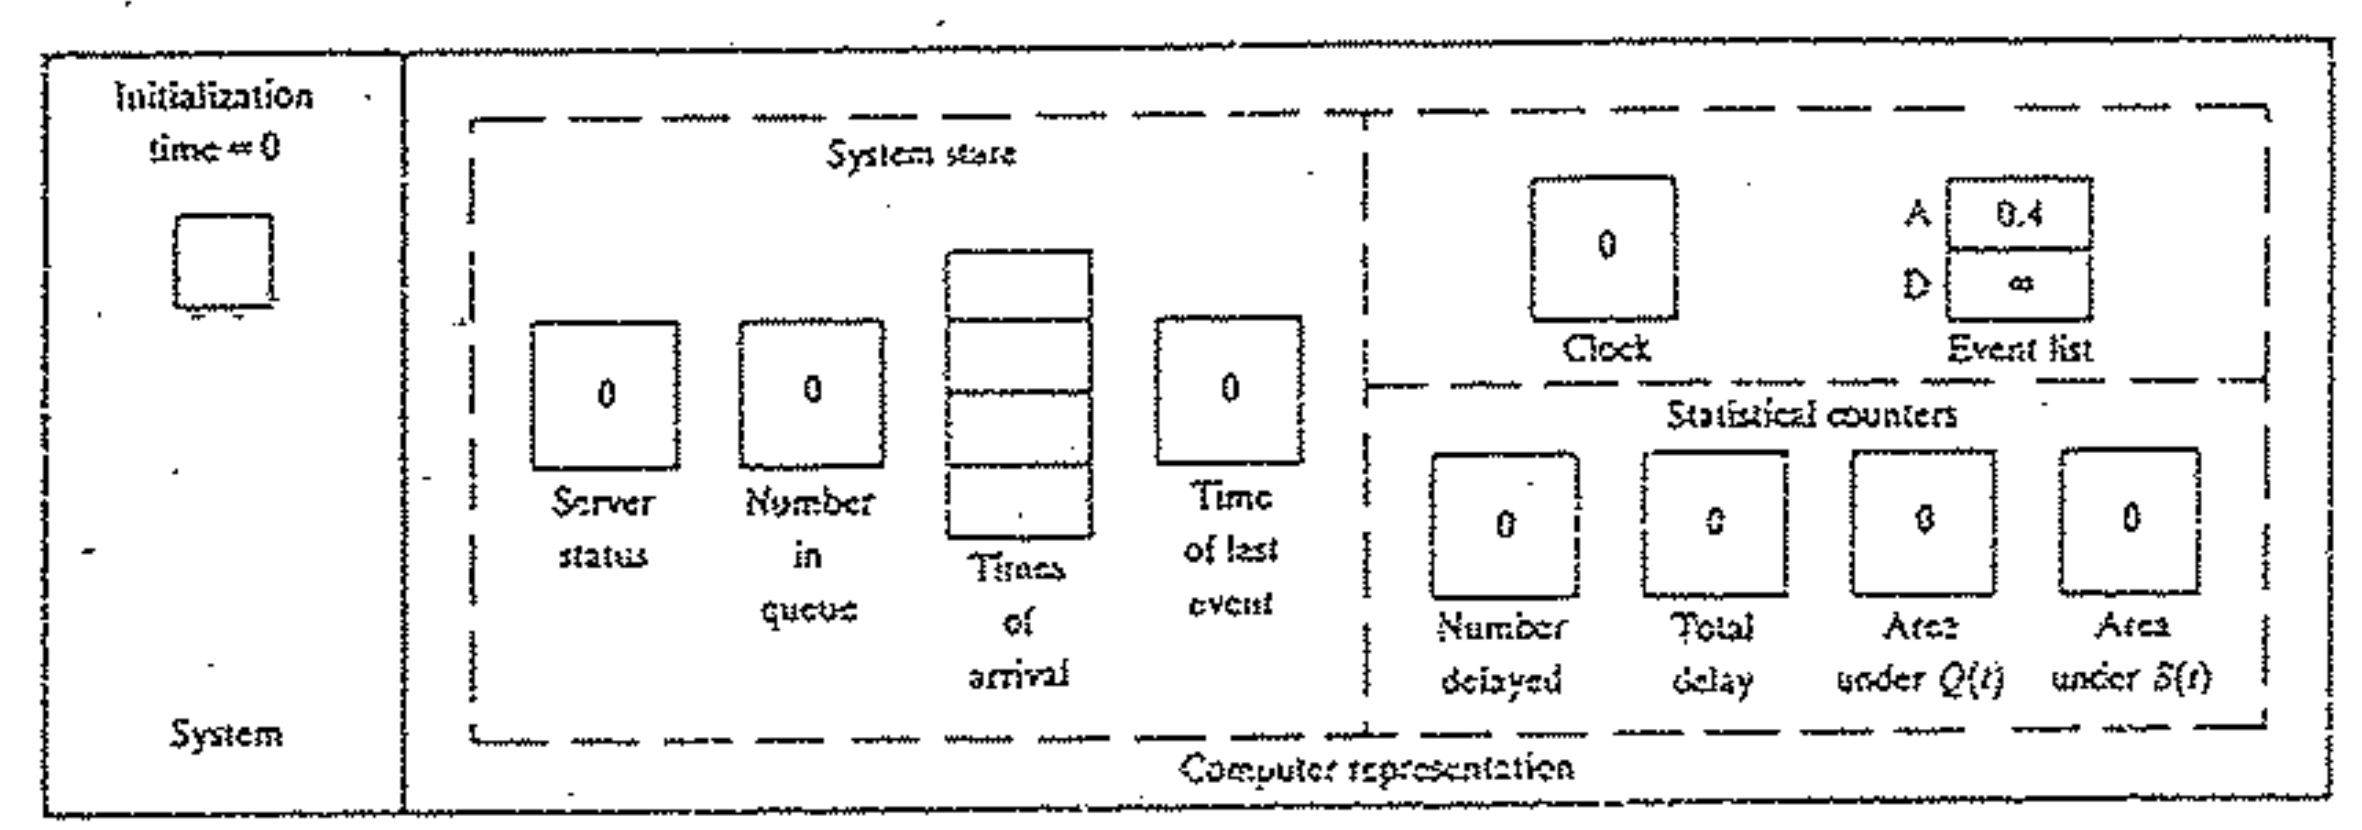 Initialization
time = 0
System
System state
0
Server
status
0
Number
in
queue
Times
of
arrival
0
Time
of last
event
0
Clock
A 0.4
D ∞
Event list
Statistical counters
0
Number
delayed
0
Total
delay
0
Area
under Q(t)
0
Area
under B(t)
Computer representation